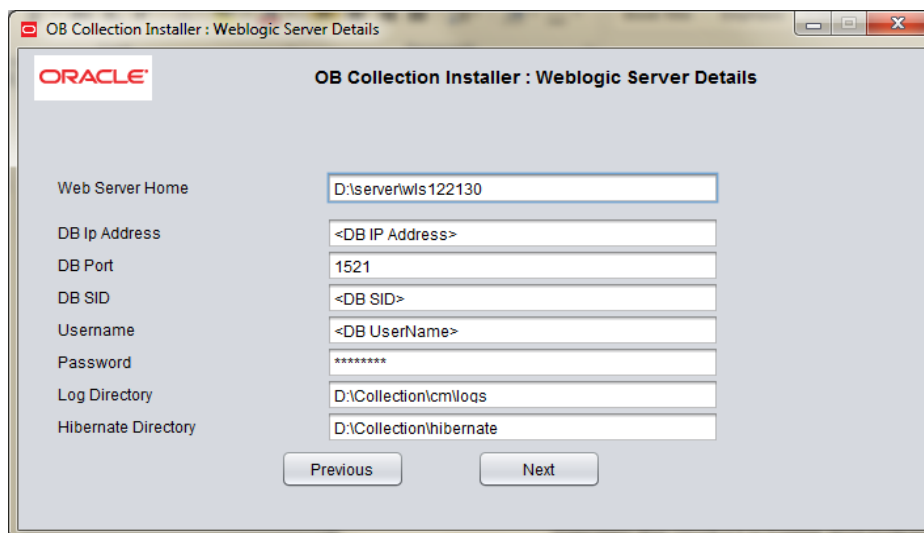 OB Collection Installer : Weblogic Server Details
ORACLE®
OB Collection Installer : Weblogic Server Details
Web Server Home D:\server\wls122130
DB Ip Address <DB IP Address>
DB Port 1521
DB SID <DB SID>
Username <DB UserName>
Password ********
Log Directory D:\Collection\cm\logs
Hibernate Directory D:\Collection\hibernate
Previous Next